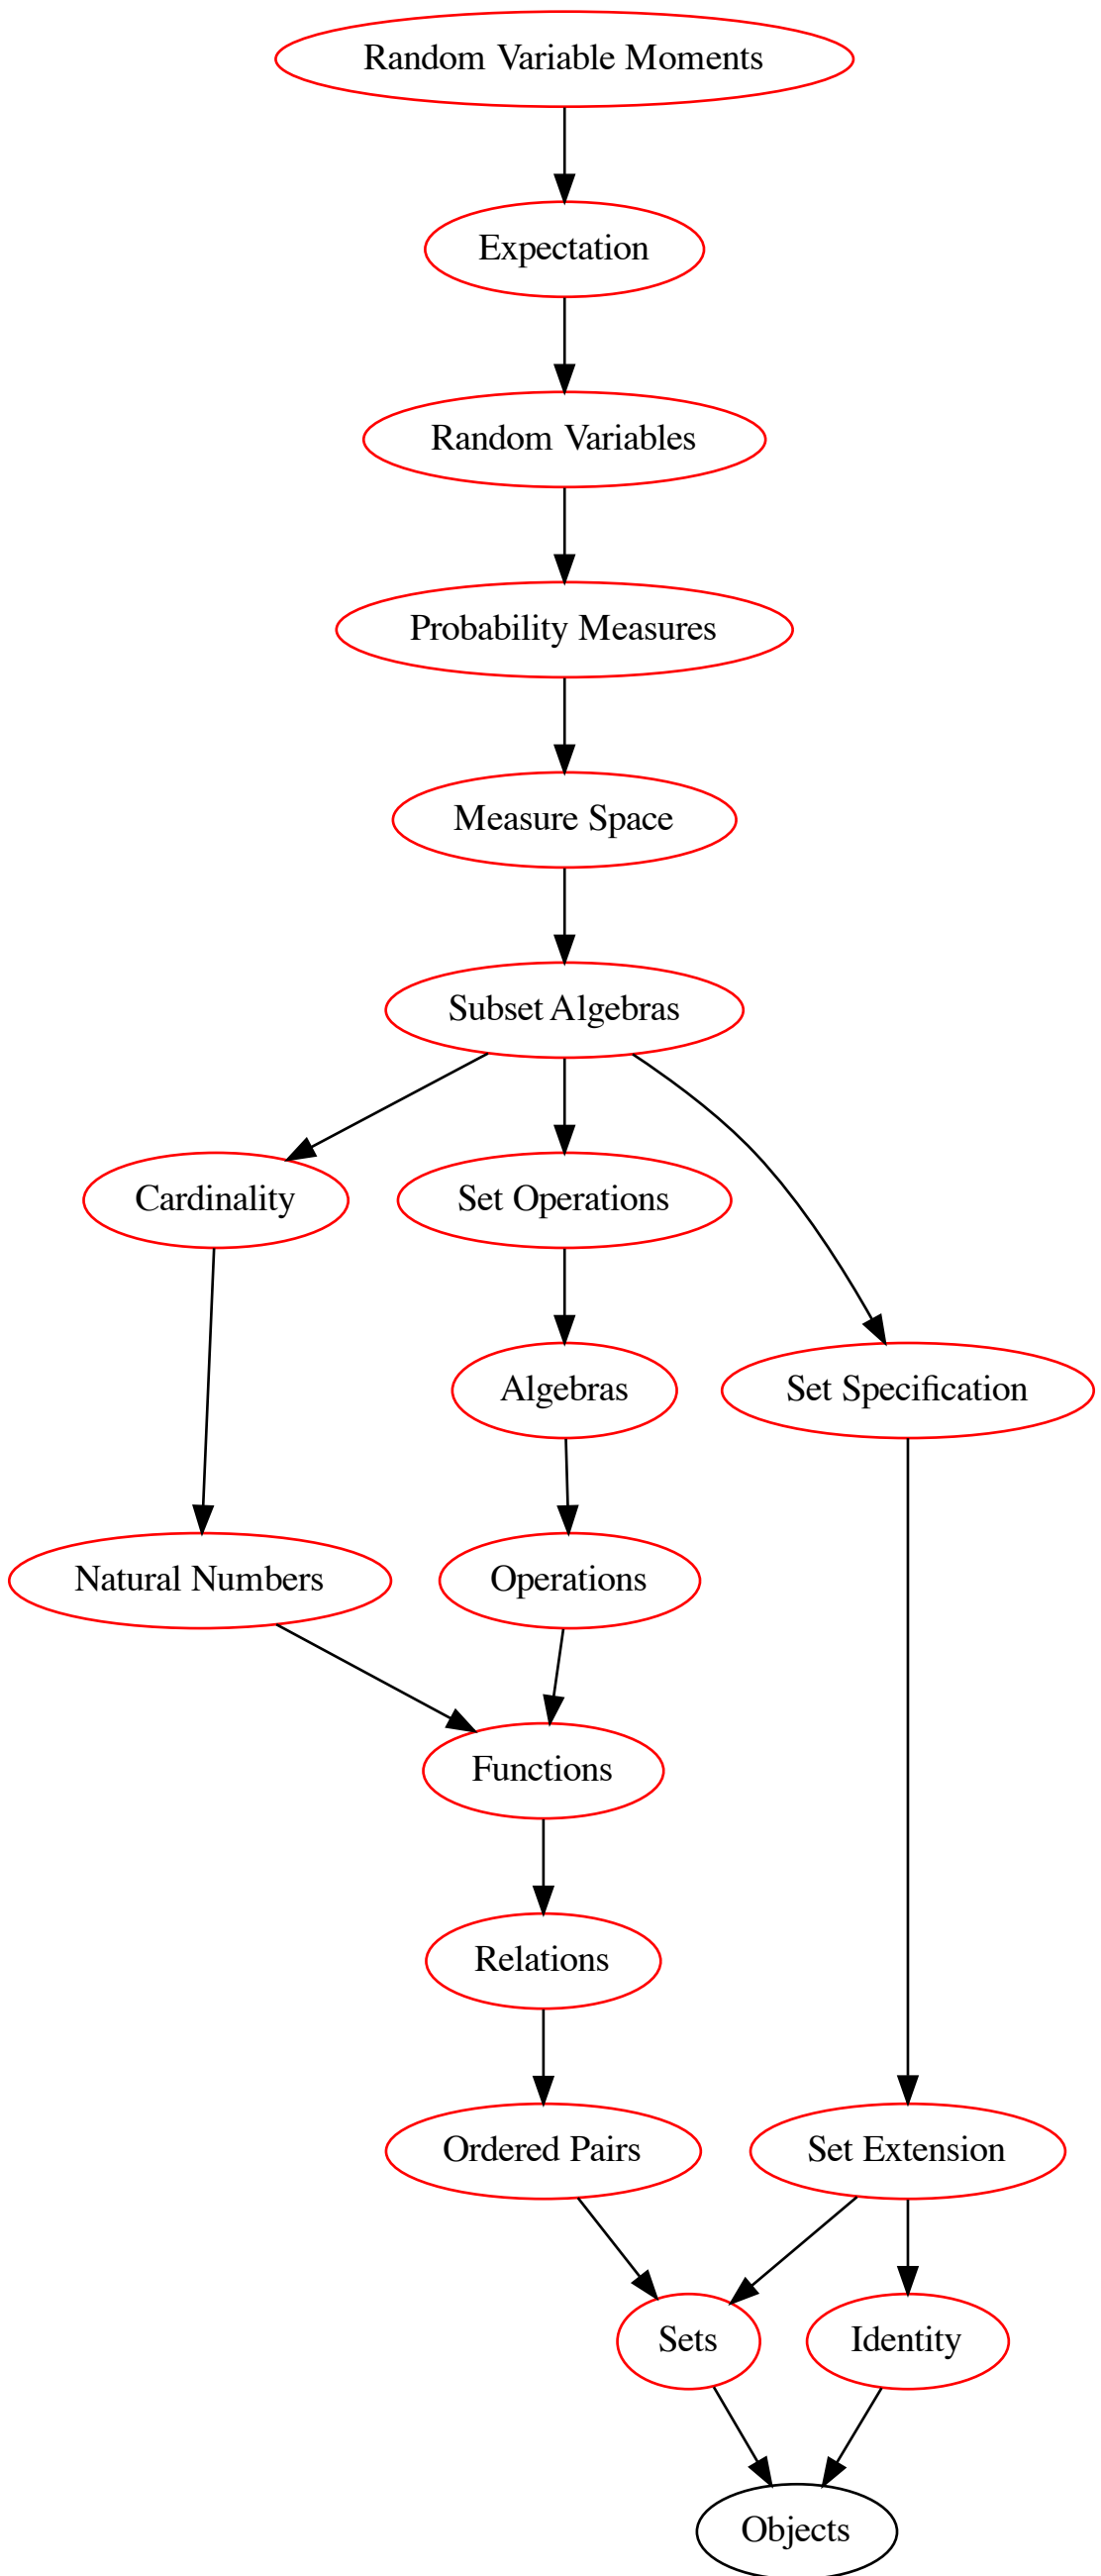 Random Variable Moments
Expectation
Random Variables
Probability Measures
Measure Space
Subset Algebras
Cardinality
Set Operations
Algebras
Set Specification
Natural Numbers
Operations
Functions
Relations
Ordered Pairs
Set Extension
Sets
Identity
Objects